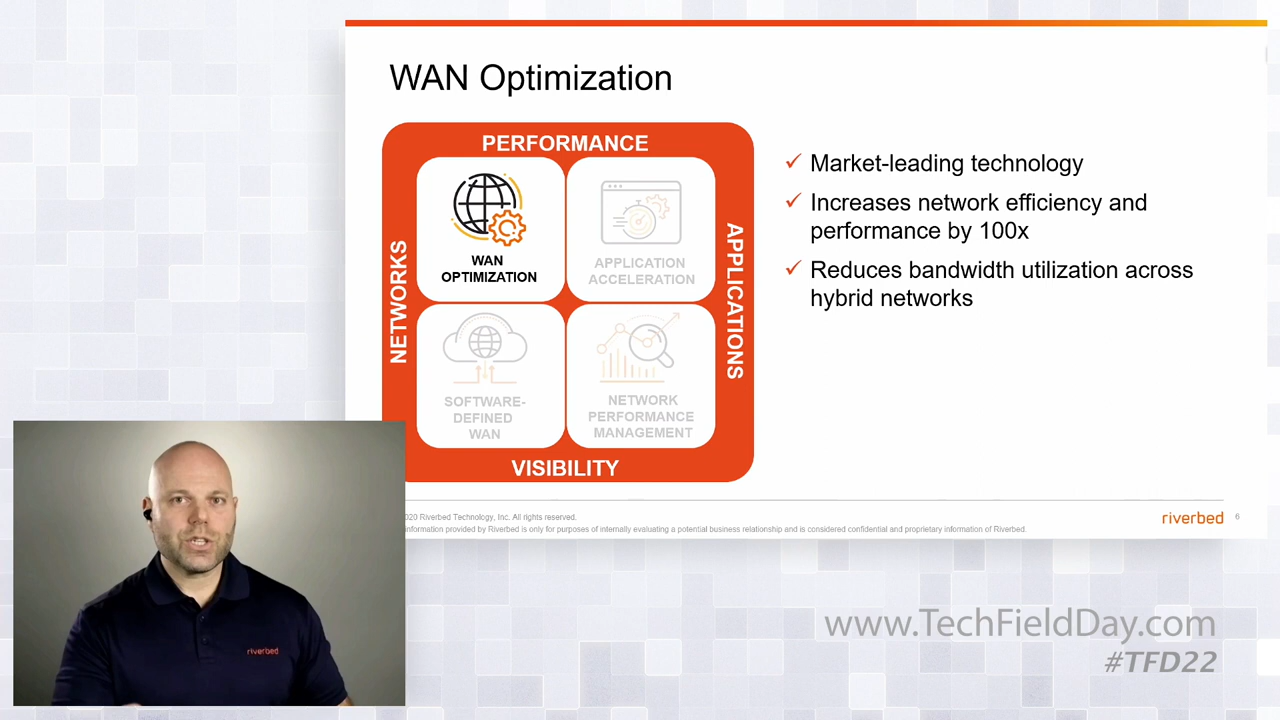 WAN Optimization
PERFORMANCE
NETWORKS
APPLICATIONS
WAN
OPTIMIZATION
APPLICATION
ACCELERATION
SOFTWARE-
DEFINED
WAN
NETWORK
PERFORMANCE
MANAGEMENT
VISIBILITY
Market-leading technology
Increases network efficiency and
performance by 100x
Reduces bandwidth utilization across
hybrid networks
Riverbed Technology, Inc. All rights reserved.
information provided by Riverbed is only for purposes of internally evaluating a potential business relationship and is considered confidential and proprietary information of Riverbed.
riverbed
6
riverbed
www.TechFieldDay.com
#TFD22